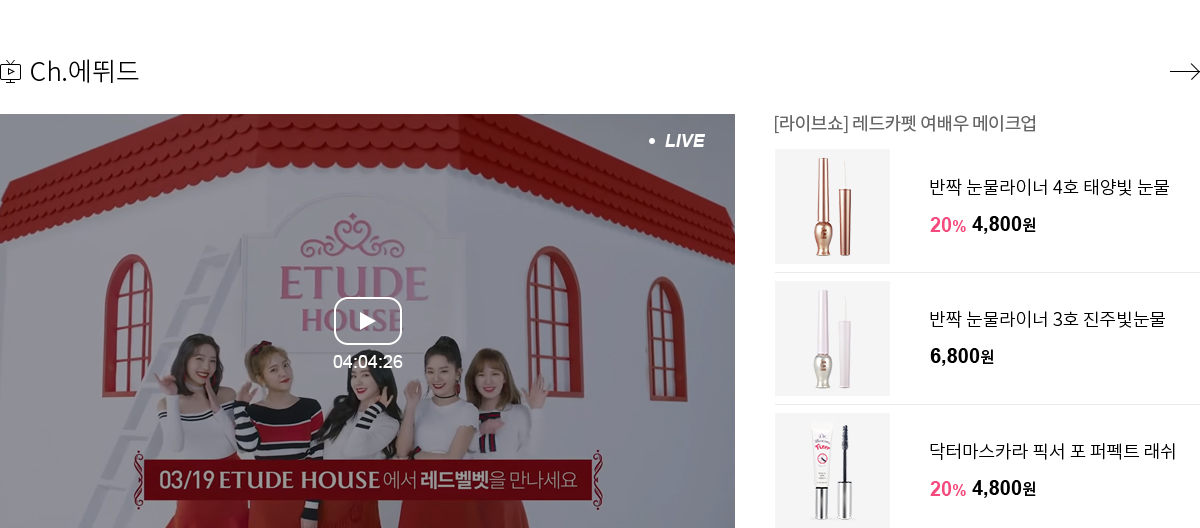 Ch.에뛰드
LIVE
ETUDE
HOUSE
04:04:26
03/19 ETUDE HOUSE에서 레드벨벳을 만나세요
[라이브쇼] 레드카펫 여배우 메이크업
반짝 눈물라이너 4호 태양빛 눈물
20% 4,800원
반짝 눈물라이너 3호 진주빛눈물
6,800원
닥터마스카라 픽서 포 퍼펙트 래쉬
20% 4,800원